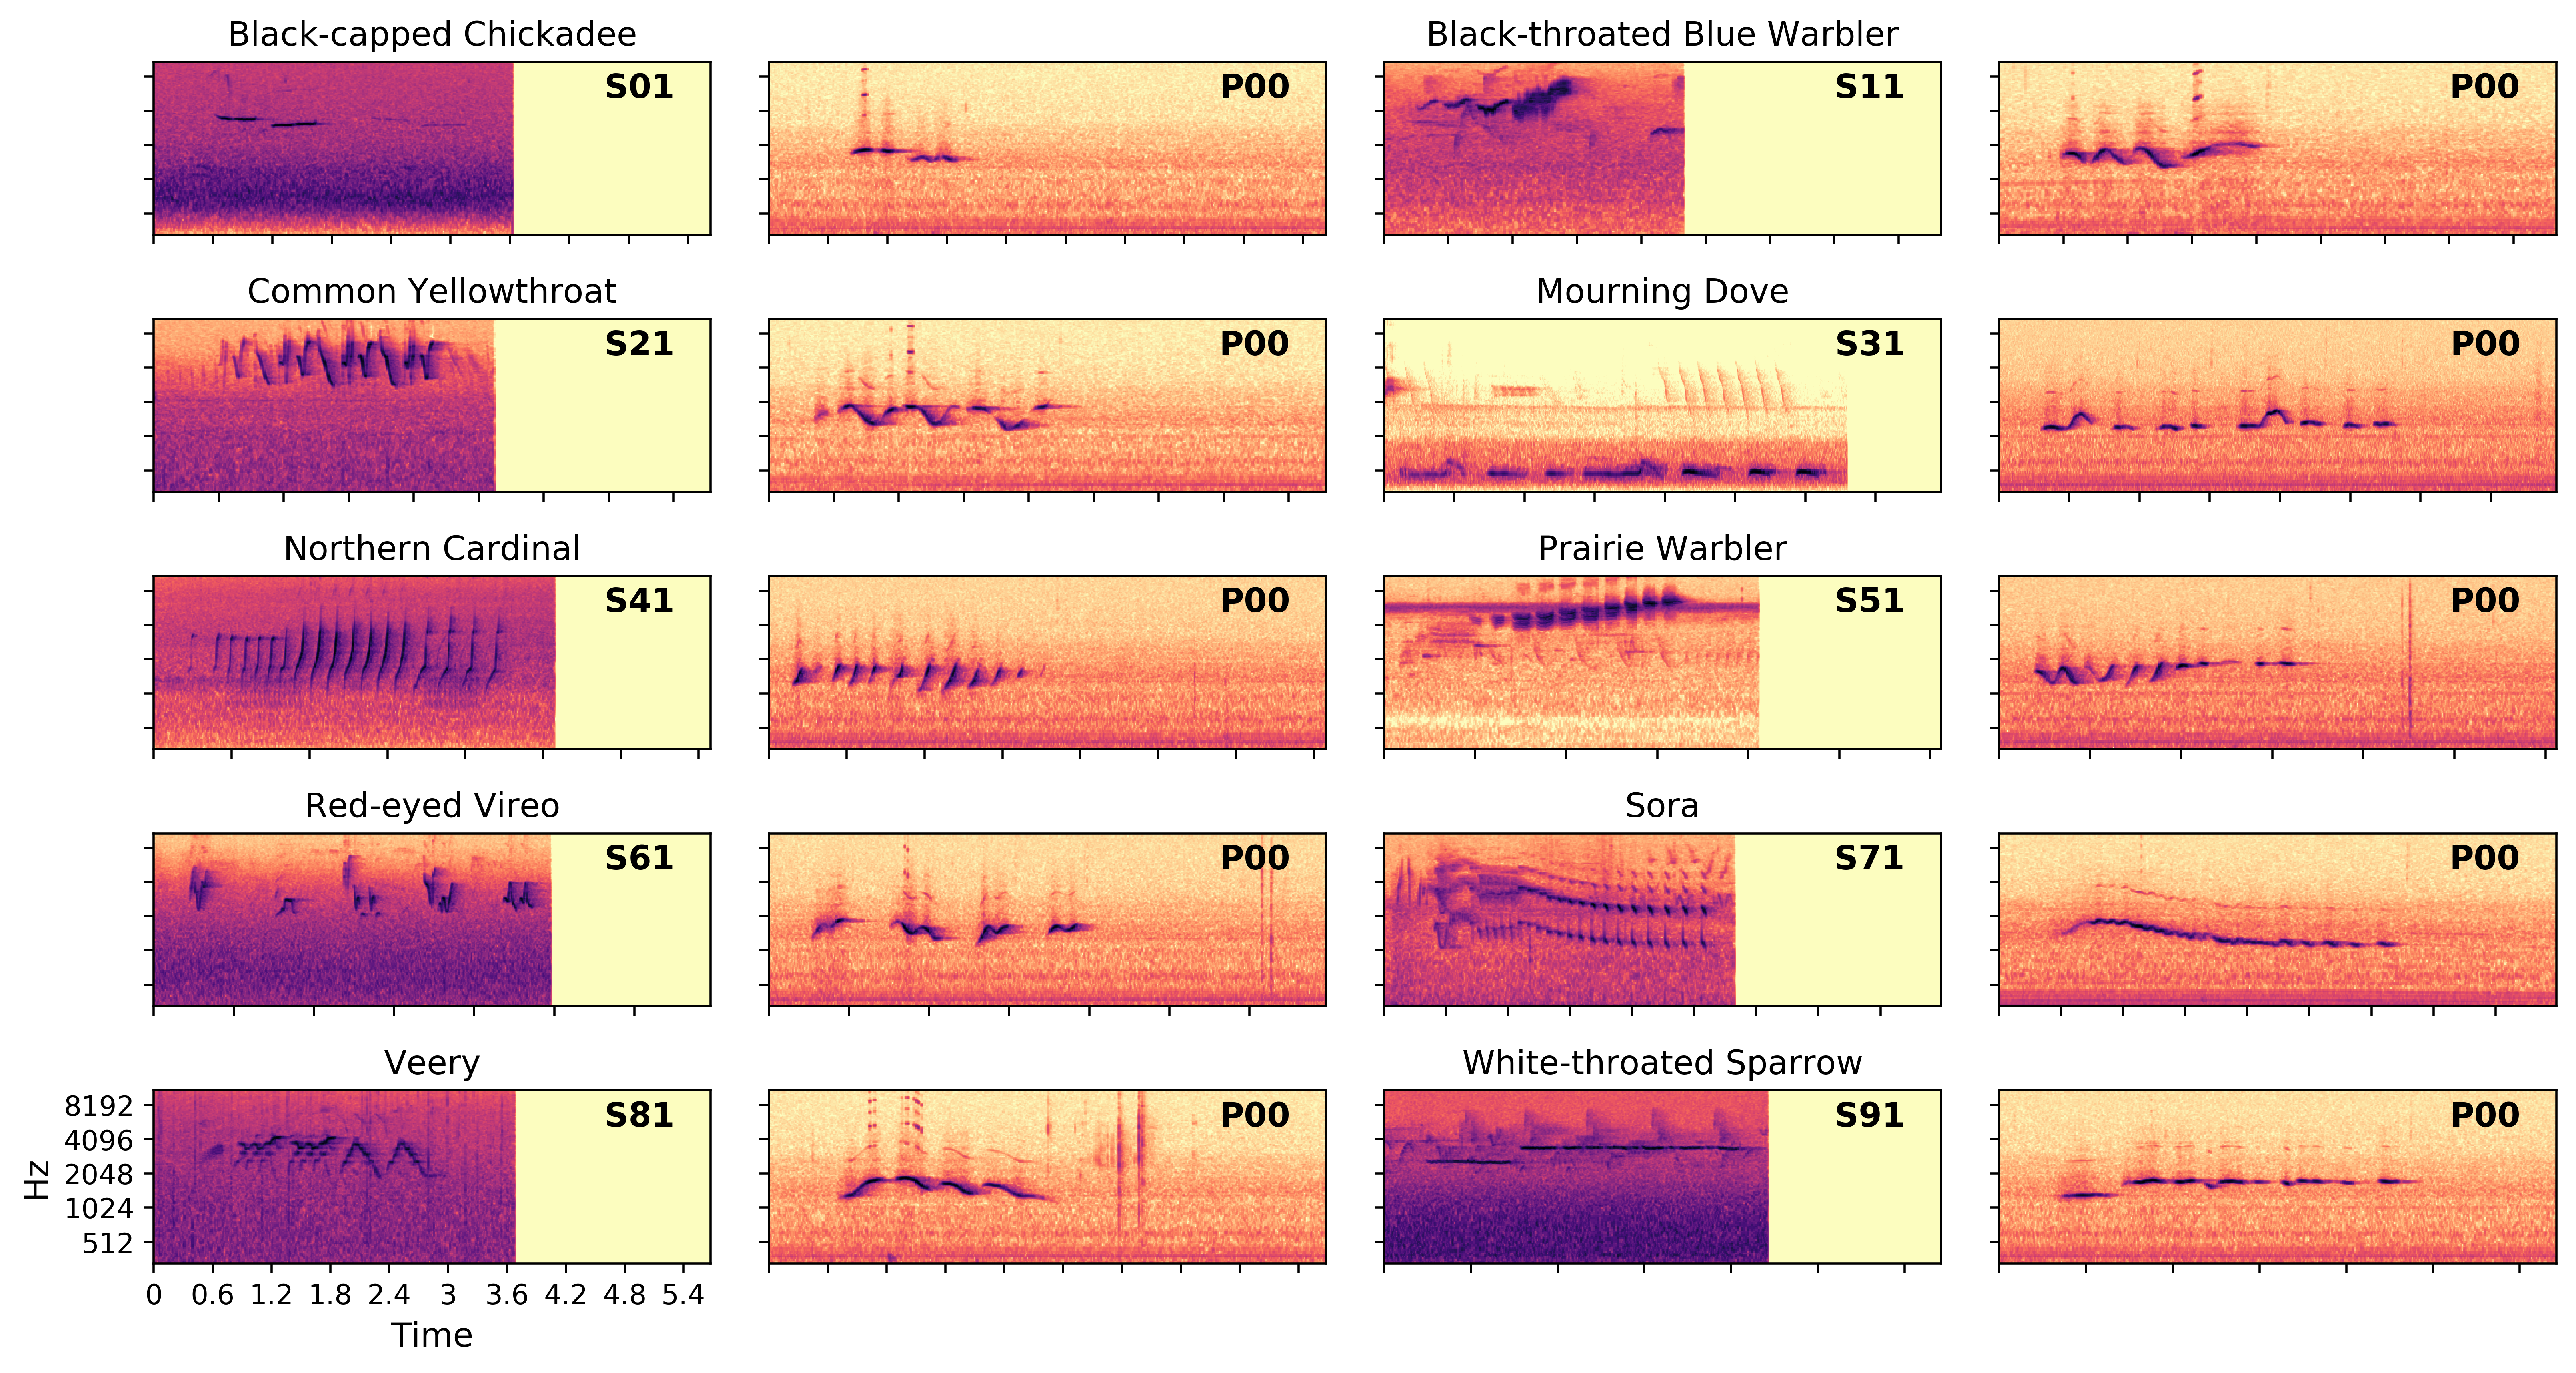 Black-capped Chickadee
Black-throated Blue Warbler
S01
P00
S11
P00
Common Yellowthroat
Mourning Dove
S21
P00
S31
P00
Northern Cardinal
Prairie Warbler
S41
P00
S51
P00
Red-eyed Vireo
Sora
S61
P00
S71
P00
Veery
White-throated Sparrow
S81
P00
S91
P00
8192
4096
2048
1024
512
Hz
0 0.6 1.2 1.8 2.4 3 3.6 4.2 4.8 5.4
Time